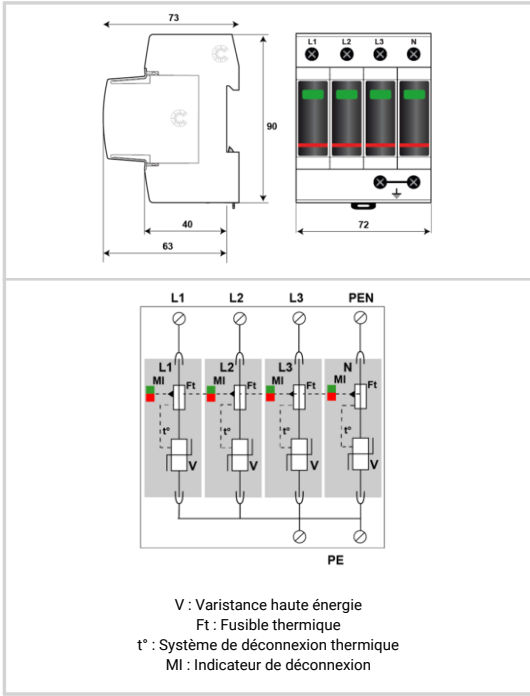 73
L1 L2 L3 N
C
C
90
40
63
72
L1 L2 L3 PEN
L1 L2 L3 N
MI Ft MI Ft MI Ft MI Ft
t° t° t° t°
V V V V
PE
V : Varistance haute énergie
Ft : Fusible thermique
t° : Système de déconnexion thermique
MI : Indicateur de déconnexion